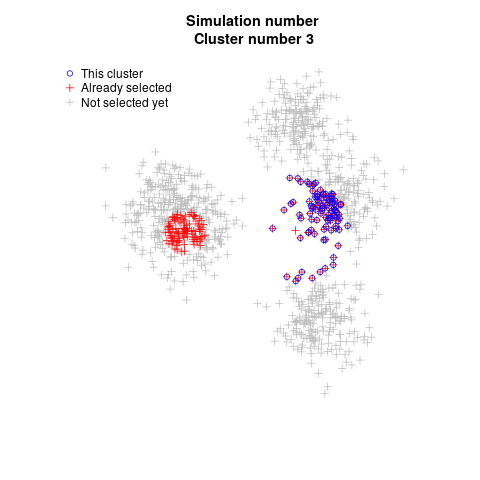 Simulation number
Cluster number 3
This cluster
Already selected
Not selected yet